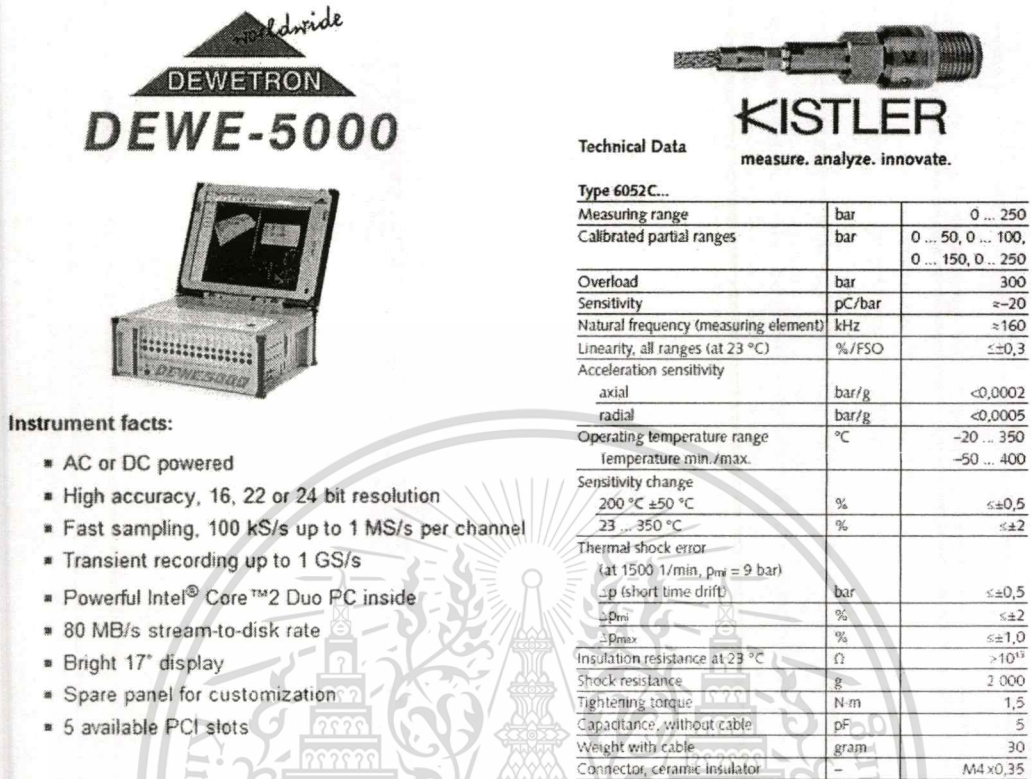 worldwide
DEWETRON
DEWE-5000
DEWE5000
Instrument facts:
▪ AC or DC powered
▪ High accuracy, 16, 22 or 24 bit resolution
▪ Fast sampling, 100 kS/s up to 1 MS/s per channel
▪ Transient recording up to 1 GS/s
▪ Powerful Intel® Core™2 Duo PC inside
▪ 80 MB/s stream-to-disk rate
▪ Bright 17" display
▪ Spare panel for customization
▪ 5 available PCI slots
KISTLER
measure. analyze. innovate.
Technical Data
Type 6052C...
Measuring range bar 0 ... 250
Calibrated partial ranges bar 0 ... 50, 0 ... 100,
0 ... 150, 0 .. 250
Overload bar 300
Sensitivity pC/bar ≈–20
Natural frequency (measuring element) kHz ≈160
Linearity, all ranges (at 23 °C) %/FSO ≤±0,3
Acceleration sensitivity
axial bar/g <0,0002
radial bar/g <0,0005
Operating temperature range °C –20 ... 350
Temperature min./max. –50 ... 400
Sensitivity change
200 °C ±50 °C % ≤±0,5
23 ... 350 °C % ≤±2
Thermal shock error
(at 1500 1/min, pmi = 9 bar)
Δp (short time drift) bar ≤±0,5
Δpmi % ≤±2
Δpmax % ≤±1,0
Insulation resistance at 23 °C Ω >10¹³
Shock resistance g 2 000
Tightening torque N·m 1,5
Capacitance, without cable pF 5
Weight with cable gram 30
Connector, ceramic insulator – M4x0,35